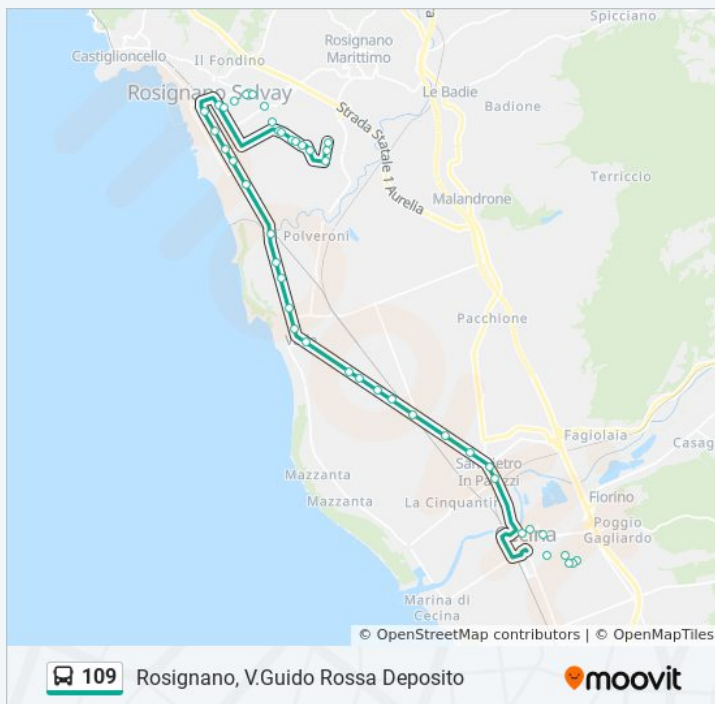 a
Spicciano
Castiglioncello
Il Fondino
Rosignano
Marittimo
Rosignano Solvay
Le Badie
Badione
Strada Statale 1 Aurelia
Terriccio
Malandrone
Polveroni
Pacchione
Fagiolaia
Casag
San Pietro
In Palazzi
Mazzanta
Mazzanta
La Cinquantin
Fiorino
Poggio
Gagliardo
Marina di
Cecina
© OpenStreetMap contributors | © OpenMapTiles
109 Rosignano, V.Guido Rossa Deposito moovit